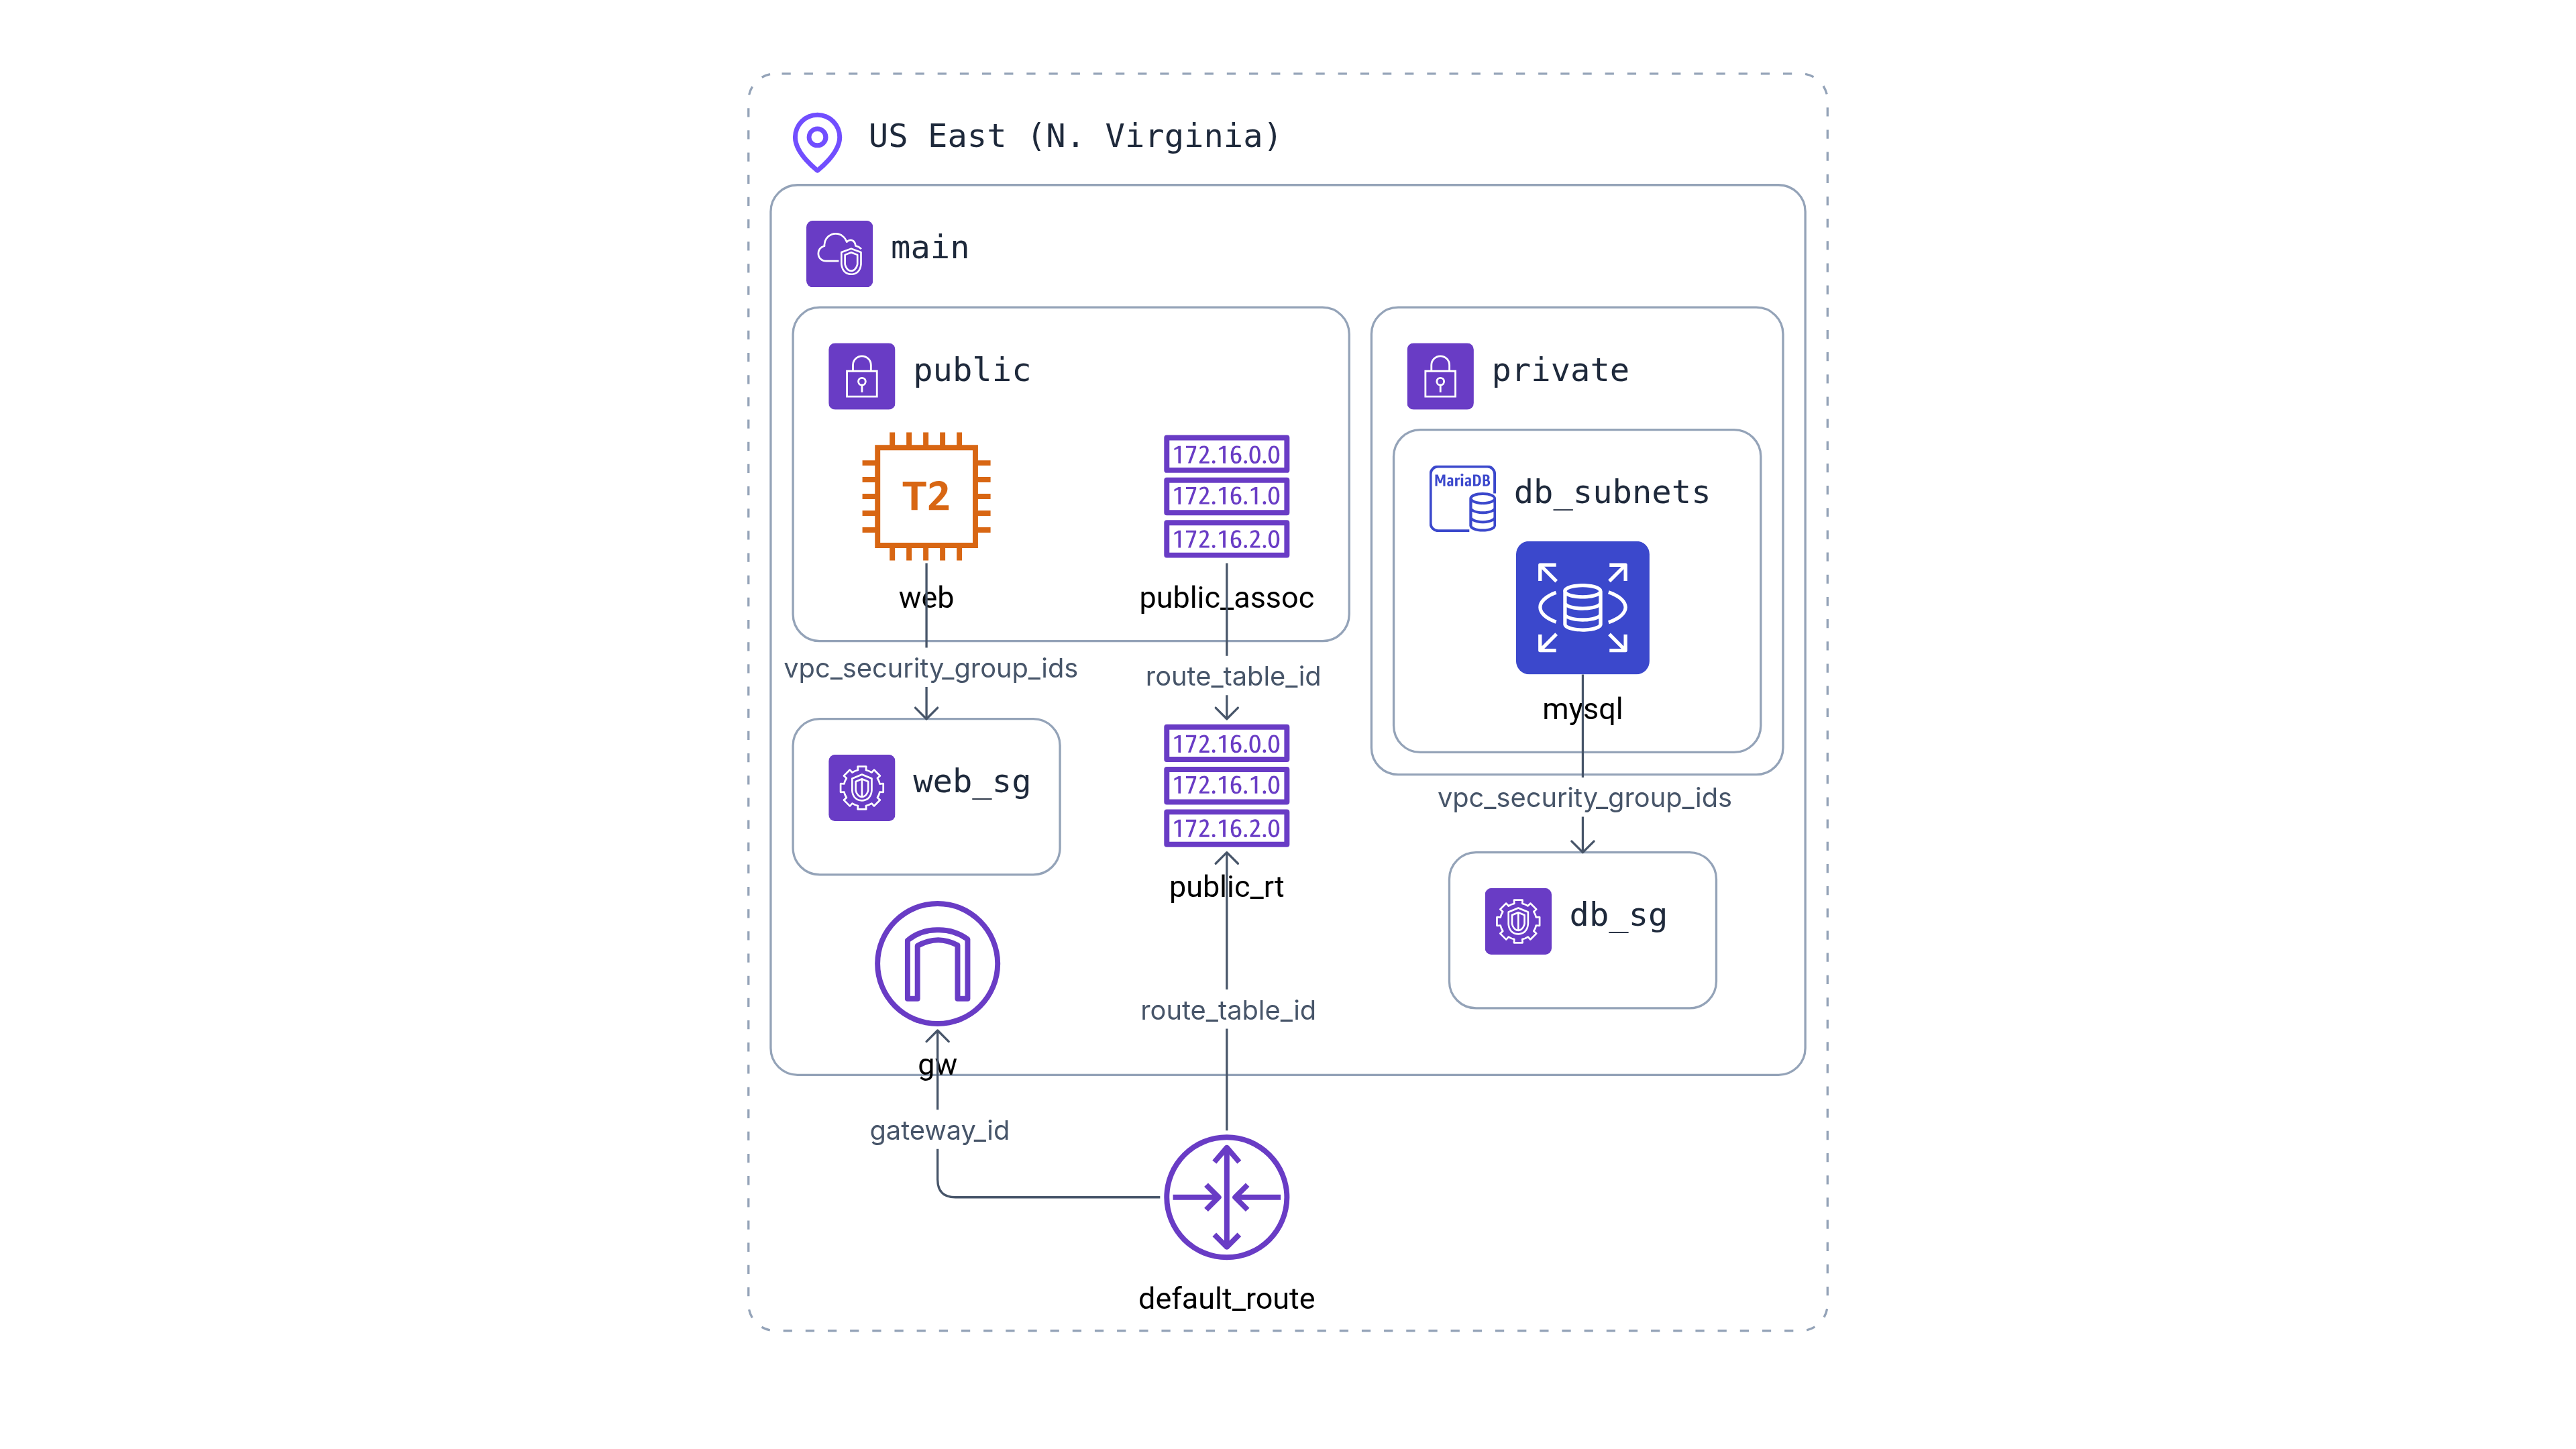 US East (N. Virginia)
main
public
private
T2
172.16.0.0
172.16.1.0
172.16.2.0
MariaDB
db_subnets
web
public_assoc
mysql
vpc_security_group_ids
route_table_id
web_sg
172.16.0.0
172.16.1.0
172.16.2.0
vpc_security_group_ids
public_rt
db_sg
route_table_id
gw
gateway_id
default_route